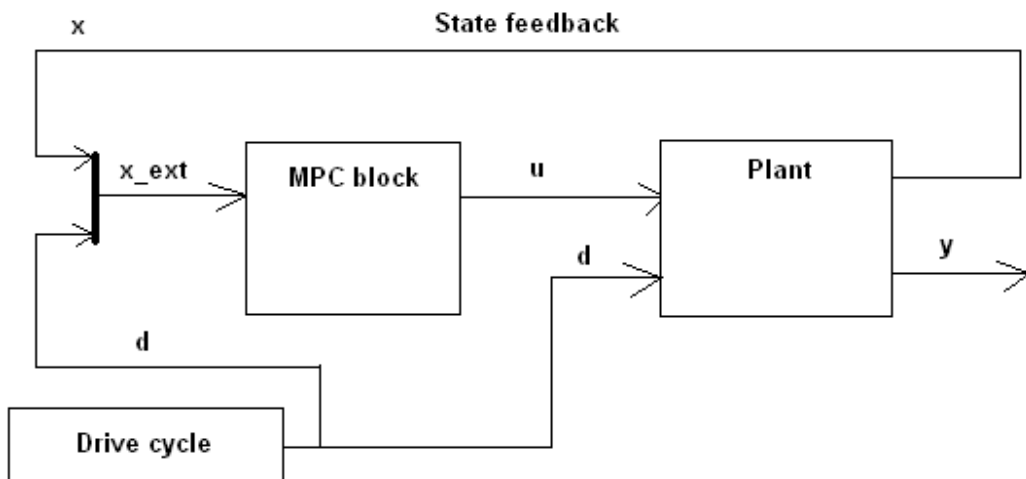 x
State feedback
x_ext
MPC block
u
Plant
d
y
d
Drive cycle